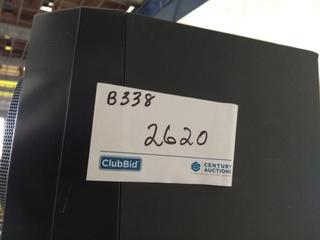 B338
2620
ClubBid
CENTURY
AUCTIONS